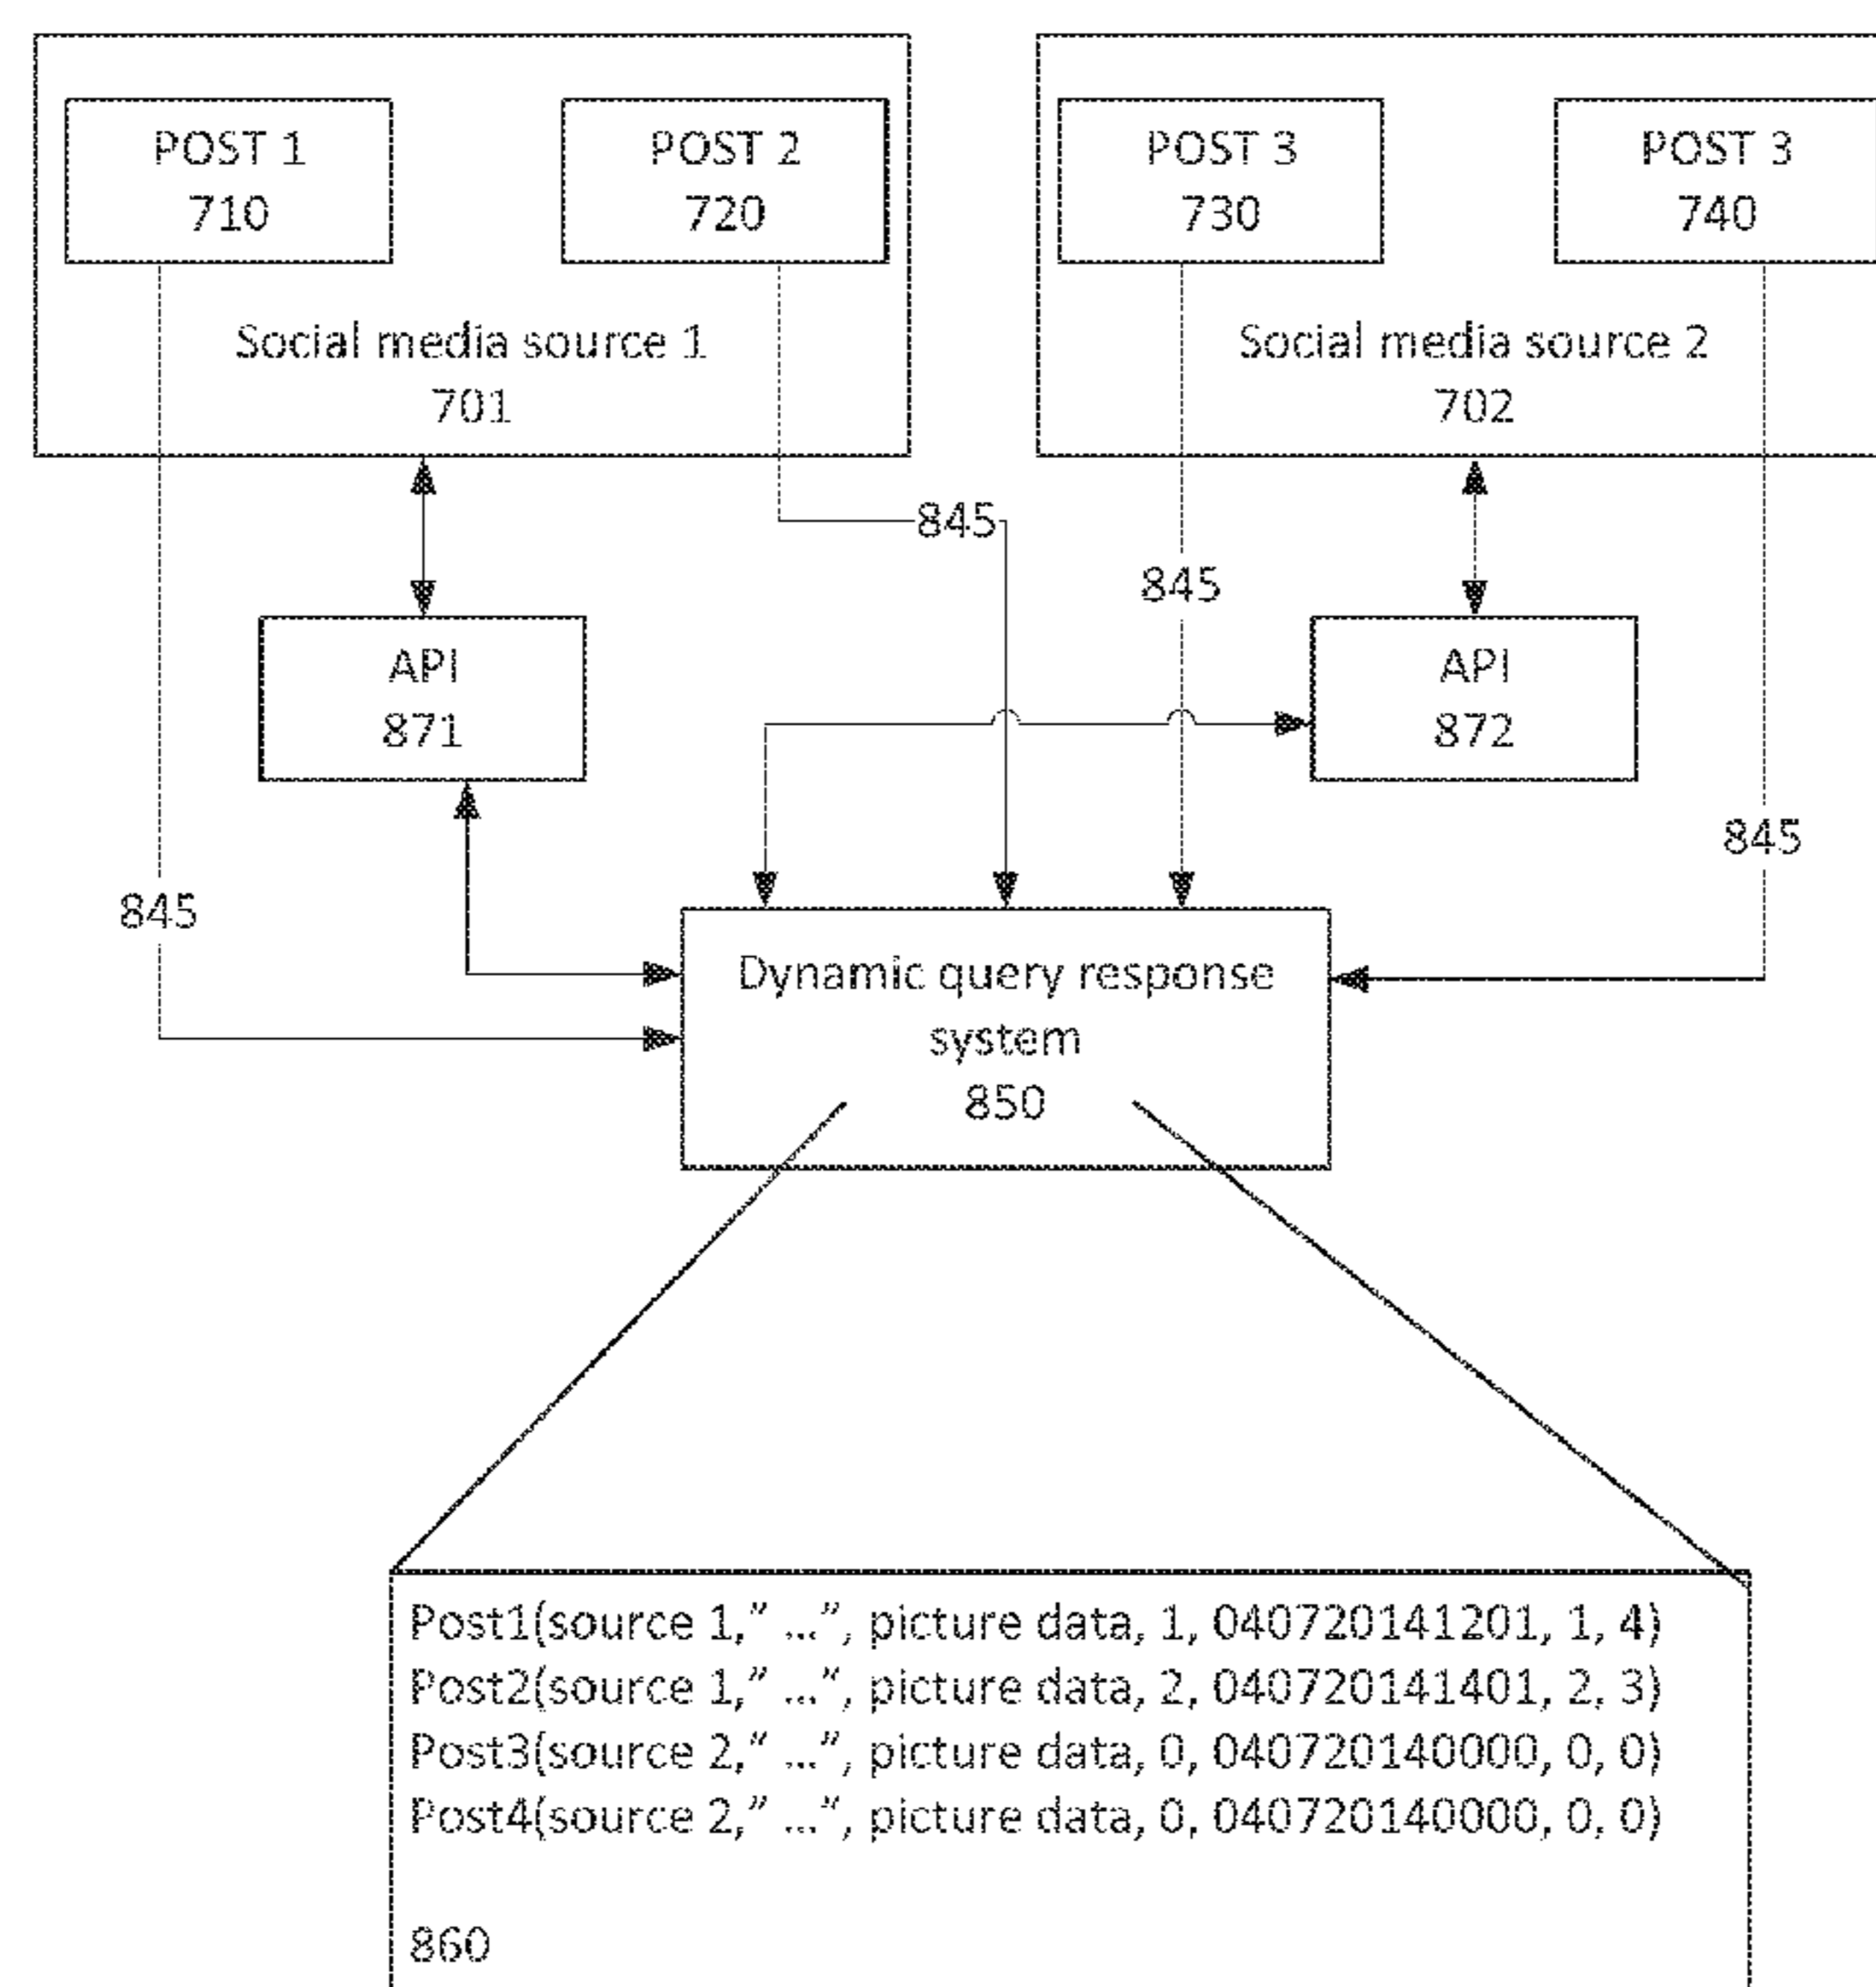 POST 1
710
POST 2
720
Social media source 1
701
POST 3
730
POST 3
740
Social media source 2
702
845
845
845
845
API
871
API
872
Dynamic query response
system
850
Post1(source 1,” ...”, picture data, 1, 040720141201, 1, 4)
Post2(source 1,” ...”, picture data, 2, 040720141401, 2, 3)
Post3(source 2,” ...”, picture data, 0, 040720140000, 0, 0)
Post4(source 2,” ...”, picture data, 0, 040720140000, 0, 0)
860